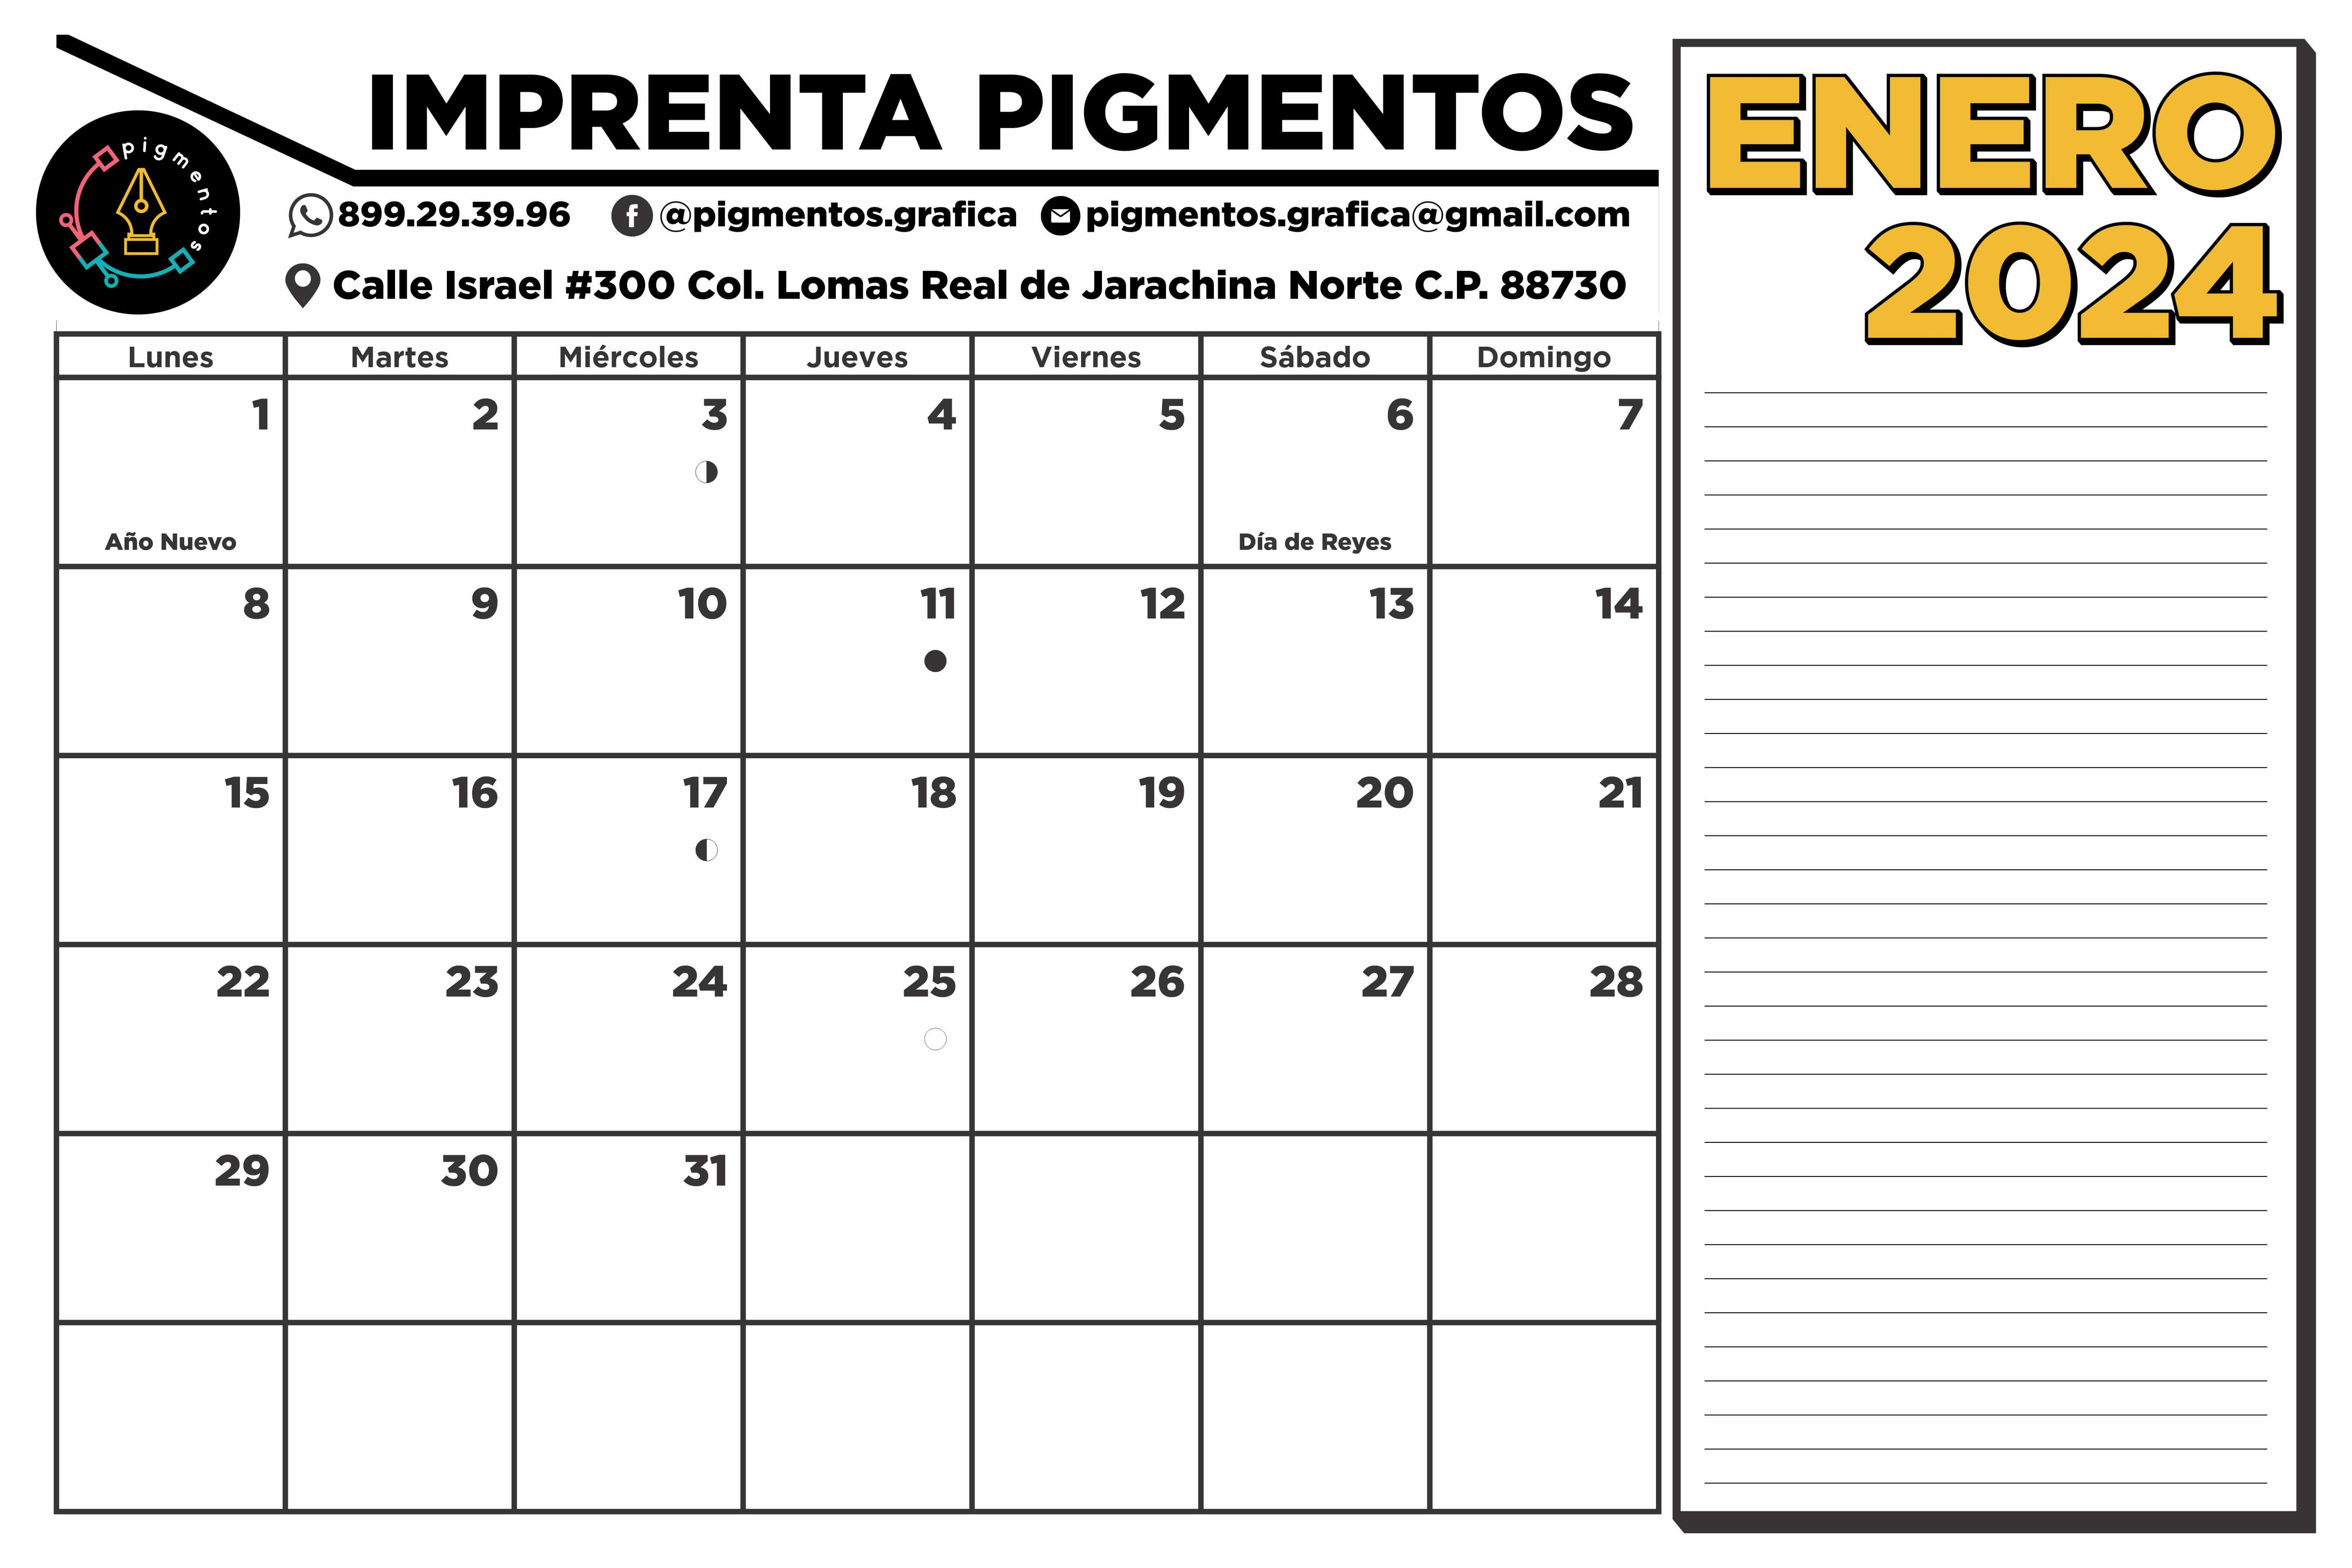 IMPRENTA PIGMENTOS
pigmentos
899.29.39.96 @pigmentos.grafica pigmentos.grafica@gmail.com
Calle Israel #300 Col. Lomas Real de Jarachina Norte C.P. 88730
ENERO
2024
Lunes Martes Miércoles Jueves Viernes Sábado Domingo
1 2 3 4 5 6 7
Año Nuevo Día de Reyes
8 9 10 11 12 13 14
15 16 17 18 19 20 21
22 23 24 25 26 27 28
29 30 31